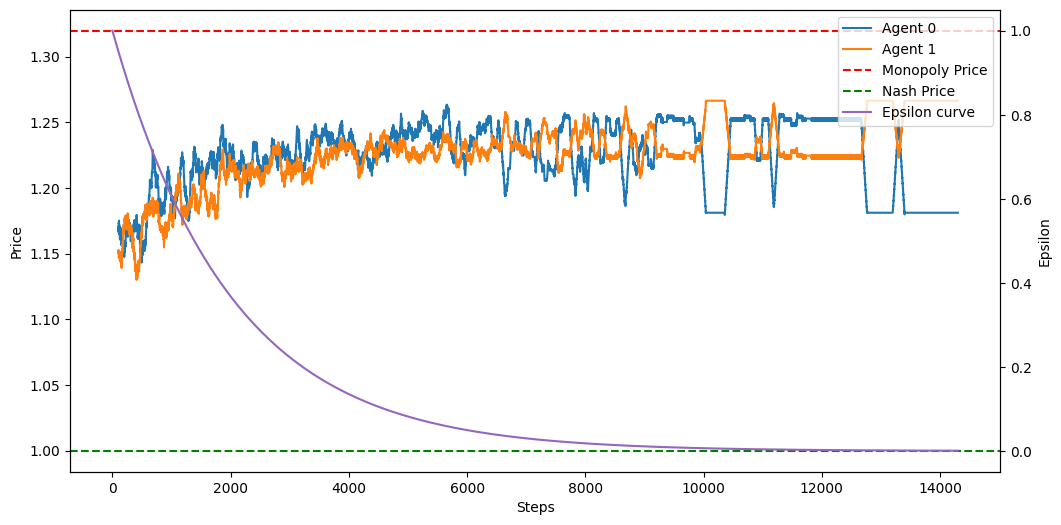 Agent 0
Agent 1
Monopoly Price
Nash Price
Epsilon curve
Price
1.30
1.25
1.20
1.15
1.10
1.05
1.00
1.0
0.8
0.6
0.4
0.2
0.0
Epsilon
0 2000 4000 6000 8000 10000 12000 14000
Steps